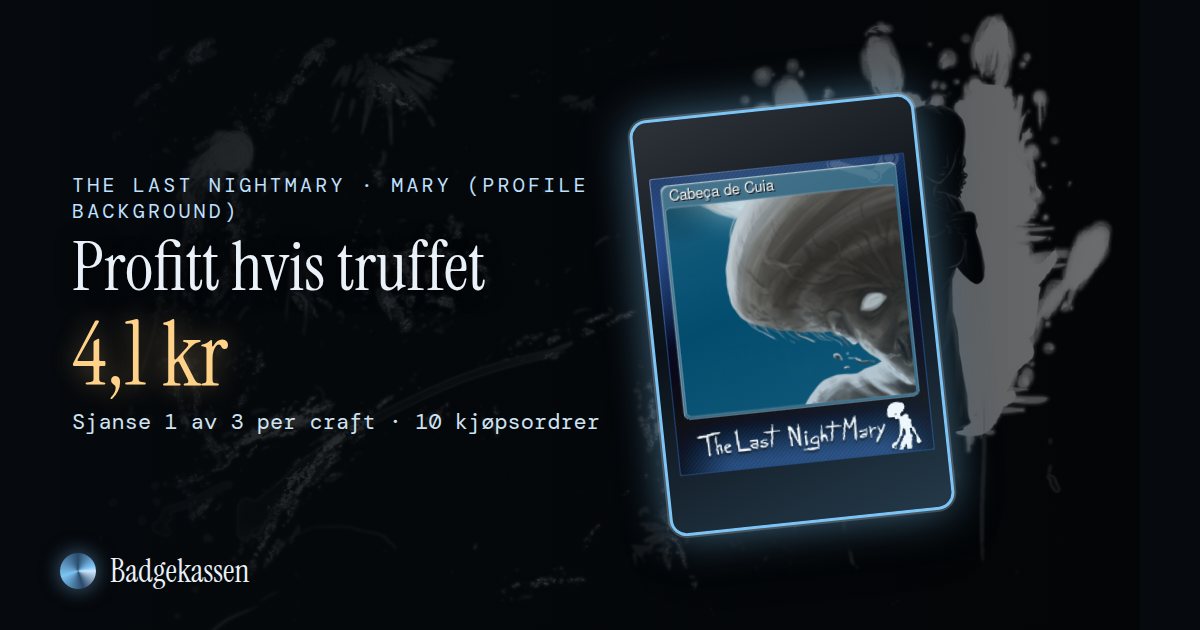 THE LAST NIGHTMARY · MARY (PROFILE
BACKGROUND)
Profitt hvis truffet
4,1 kr
Sjanse 1 av 3 per craft · 10 kjøpsordrer
Badgekassen
Cabeça de Cuia
The Last NightMary